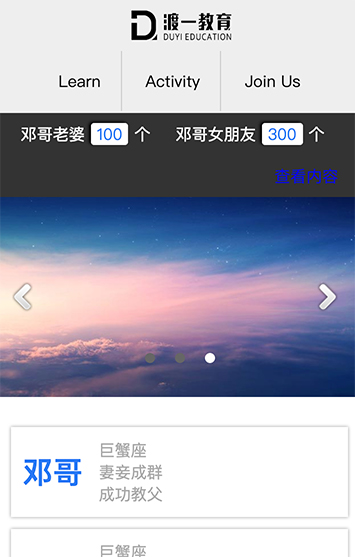 渡一教育
DUYI EDUCATION
Learn Activity Join Us
邓哥老婆 100 个 邓哥女朋友 300 个
查看内容
巨蟹座
邓哥 妻妾成群
成功教父
巨蟹座